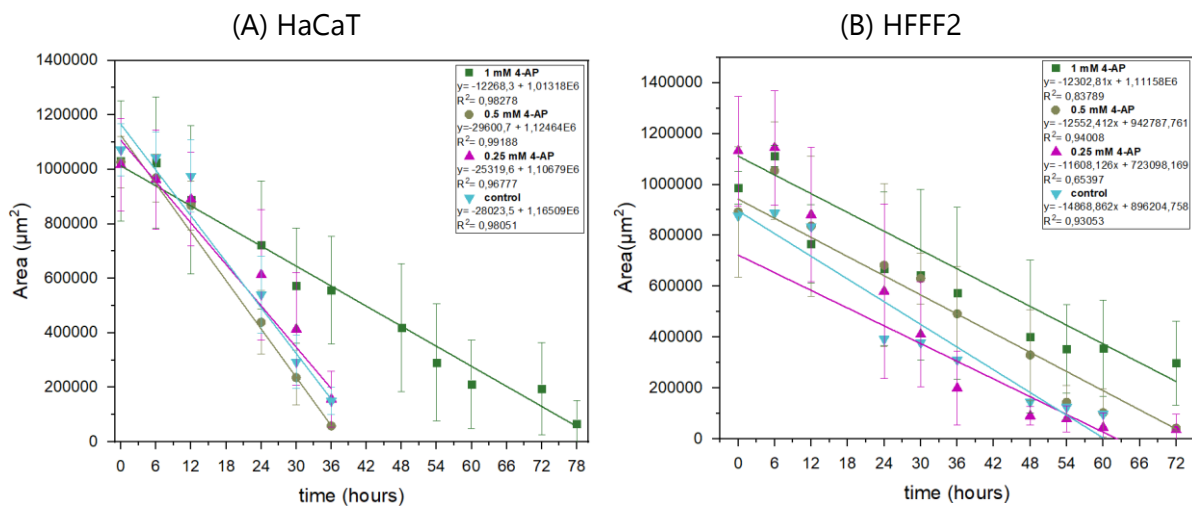 (A) HaCaT
1400000
1200000
1000000
800000
600000
400000
200000
0
Area (μm²)
0 6 12 18 24 30 36 42 48 54 60 66 72 78
time (hours)
1 mM 4-AP
y= -12268,3 + 1,01318E6
R²= 0,98278
0.5 mM 4-AP
y=-29600,7 + 1,12464E6
R²= 0,99188
0.25 mM 4-AP
y=-25319,6 + 1,10679E6
R²= 0,96777
control
y= -28023,5 + 1,16509E6
R²= 0,98051
(B) HFFF2
1400000
1200000
1000000
800000
600000
400000
200000
0
Area(μm²)
0 6 12 18 24 30 36 42 48 54 60 66 72
time (hours)
1 mM 4-AP
y=-12302,81x + 1,11158E6
R²= 0,83789
0.5 mM 4-AP
y= -12552,412x + 942787,761
R²= 0,94008
0.25 mM 4-AP
y= -11608,126x + 723098,169
R²= 0,65397
control
y= -14868,862x + 896204,758
R²= 0,93053